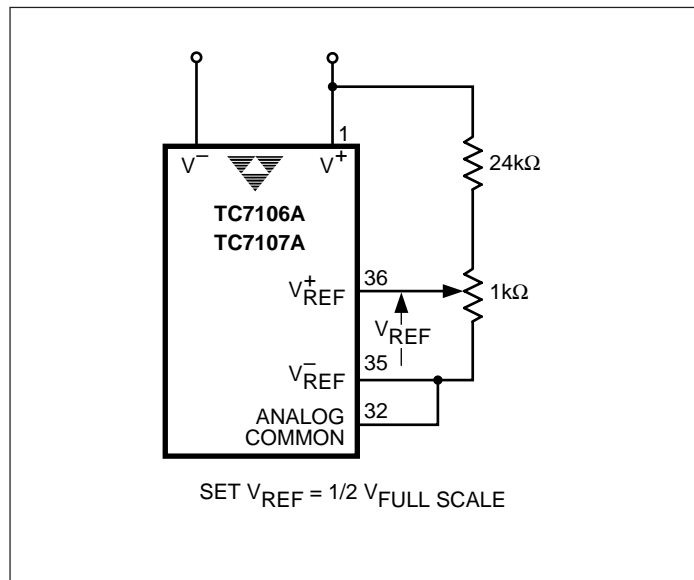 1
V− V+
24kΩ
TC7106A
TC7107A
36
V+REF
1kΩ
VREF
35
V−REF
32
ANALOG
COMMON
SET VREF = 1/2 VFULL SCALE